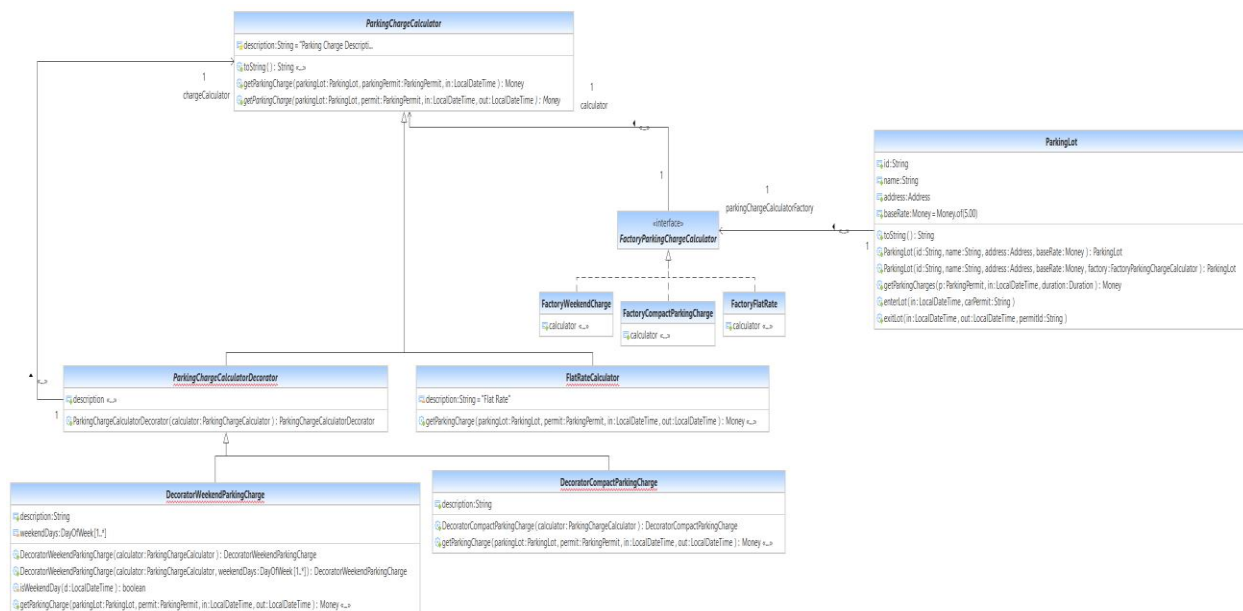 ParkingChargeCalculator
description:String = "Parking Charge Descripti...
toString( ) : String «...»
getParkingCharge(parkingLot:ParkingLot, parkingPermit:ParkingPermit, in:LocalDateTime ) : Money
getParkingCharge(parkingLot:ParkingLot, permit:ParkingPermit, in:LocalDateTime, out:LocalDateTime ) : Money
1
chargeCalculator
1
calculator
«...»
1
1
parkingChargeCalculatorFactory
«...»
1
ParkingLot
id:String
name:String
address:Address
baseRate:Money = Money.of(5.00)
toString( ) : String
ParkingLot(id:String, name:String, address:Address, baseRate:Money ) : ParkingLot
ParkingLot(id:String, name:String, address:Address, baseRate:Money, factory:FactoryParkingChargeCalculator ) : ParkingLot
getParkingCharges(p:ParkingPermit, in:LocalDateTime, duration:Duration ) : Money
enterLot(in:LocalDateTime, carPermit:String )
exitLot(in:LocalDateTime, out:LocalDateTime, permitId:String )
«interface»
FactoryParkingChargeCalculator
FactoryWeekendCharge
calculator «...»
FactoryCompactParkingCharge
calculator «...»
FactoryFlatRate
calculator «...»
«...»
1
ParkingChargeCalculatorDecorator
description «...»
ParkingChargeCalculatorDecorator(calculator:ParkingChargeCalculator ) : ParkingChargeCalculatorDecorator
FlatRateCalculator
description:String = "Flat Rate"
getParkingCharge(parkingLot:ParkingLot, permit:ParkingPermit, in:LocalDateTime, out:LocalDateTime ) : Money «...»
DecoratorWeekendParkingCharge
description:String
weekendDays:DayOfWeek [1..*]
DecoratorWeekendParkingCharge(calculator:ParkingChargeCalculator ) : DecoratorWeekendParkingCharge
DecoratorWeekendParkingCharge(calculator:ParkingChargeCalculator, weekendDays:DayOfWeek [1..*] ) : DecoratorWeekendParkingCharge
isWeekendDay(d:LocalDateTime ) : boolean
getParkingCharge(parkingLot:ParkingLot, permit:ParkingPermit, in:LocalDateTime, out:LocalDateTime ) : Money «...»
DecoratorCompactParkingCharge
description:String
DecoratorCompactParkingCharge(calculator:ParkingChargeCalculator ) : DecoratorCompactParkingCharge
getParkingCharge(parkingLot:ParkingLot, permit:ParkingPermit, in:LocalDateTime, out:LocalDateTime ) : Money «...»